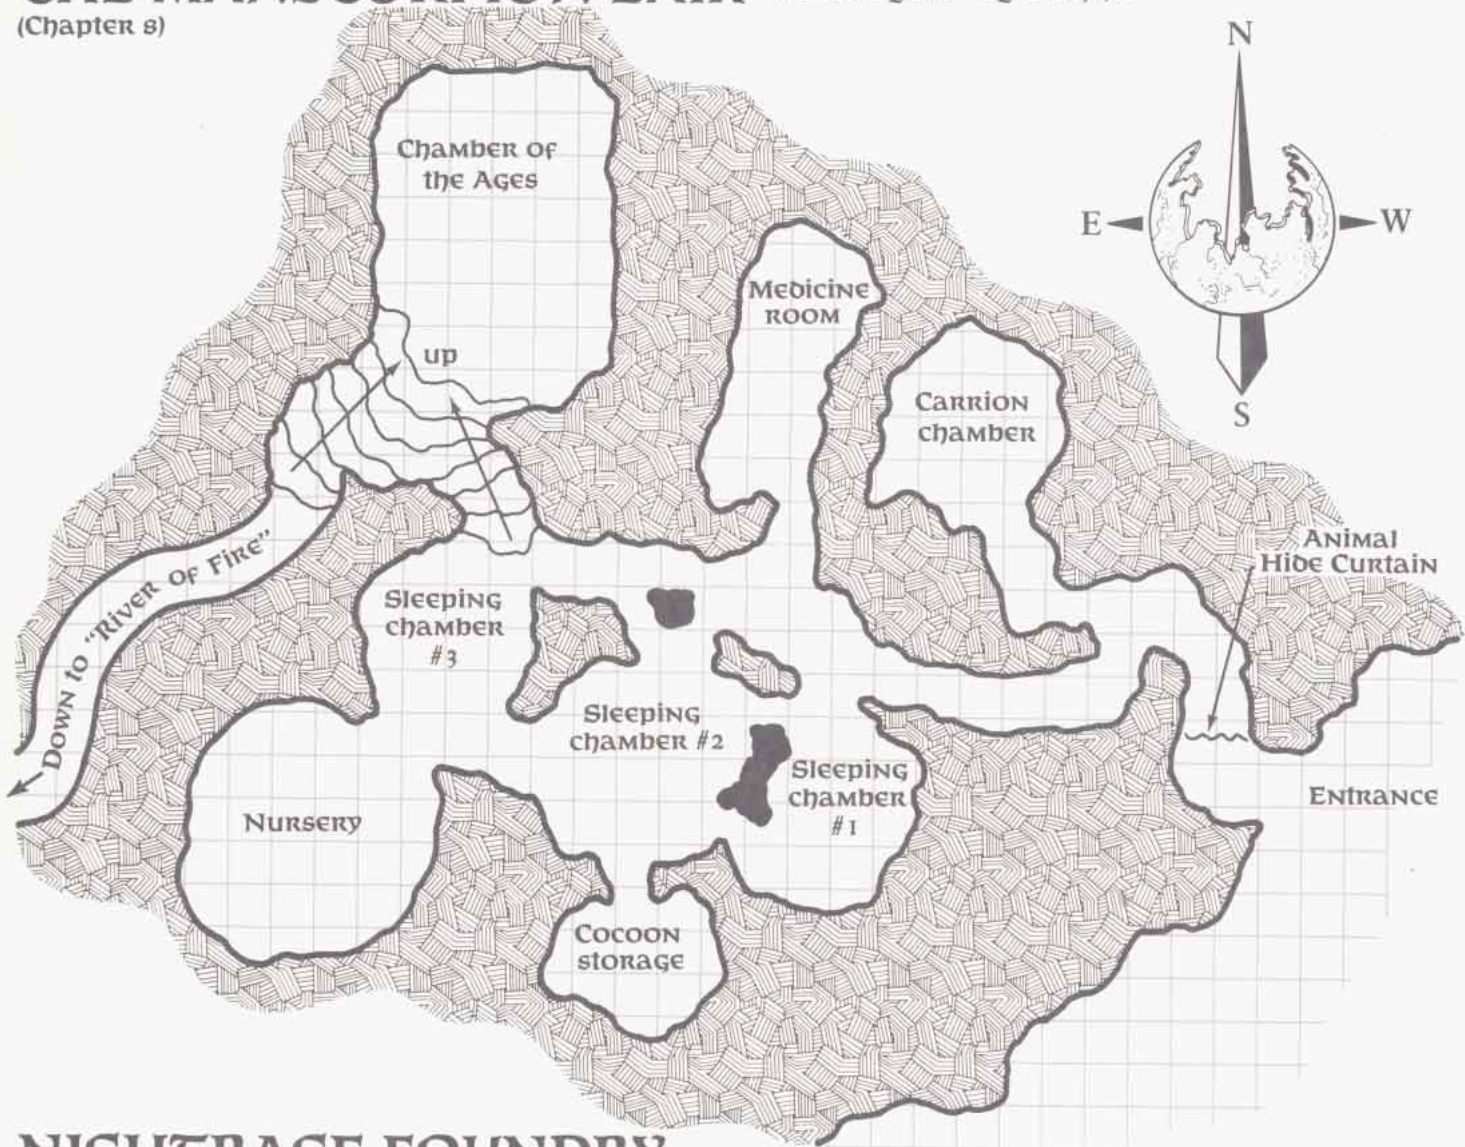 (Chapter 8)
N
E
W
S
Chamber of
the Ages
up
Medicine
Room
Carrion
Chamber
Animal
Hide Curtain
Down to "River of Fire"
Sleeping
Chamber
#3
Sleeping
Chamber #2
Sleeping
Chamber
#1
Entrance
Nursery
Cocoon
Storage